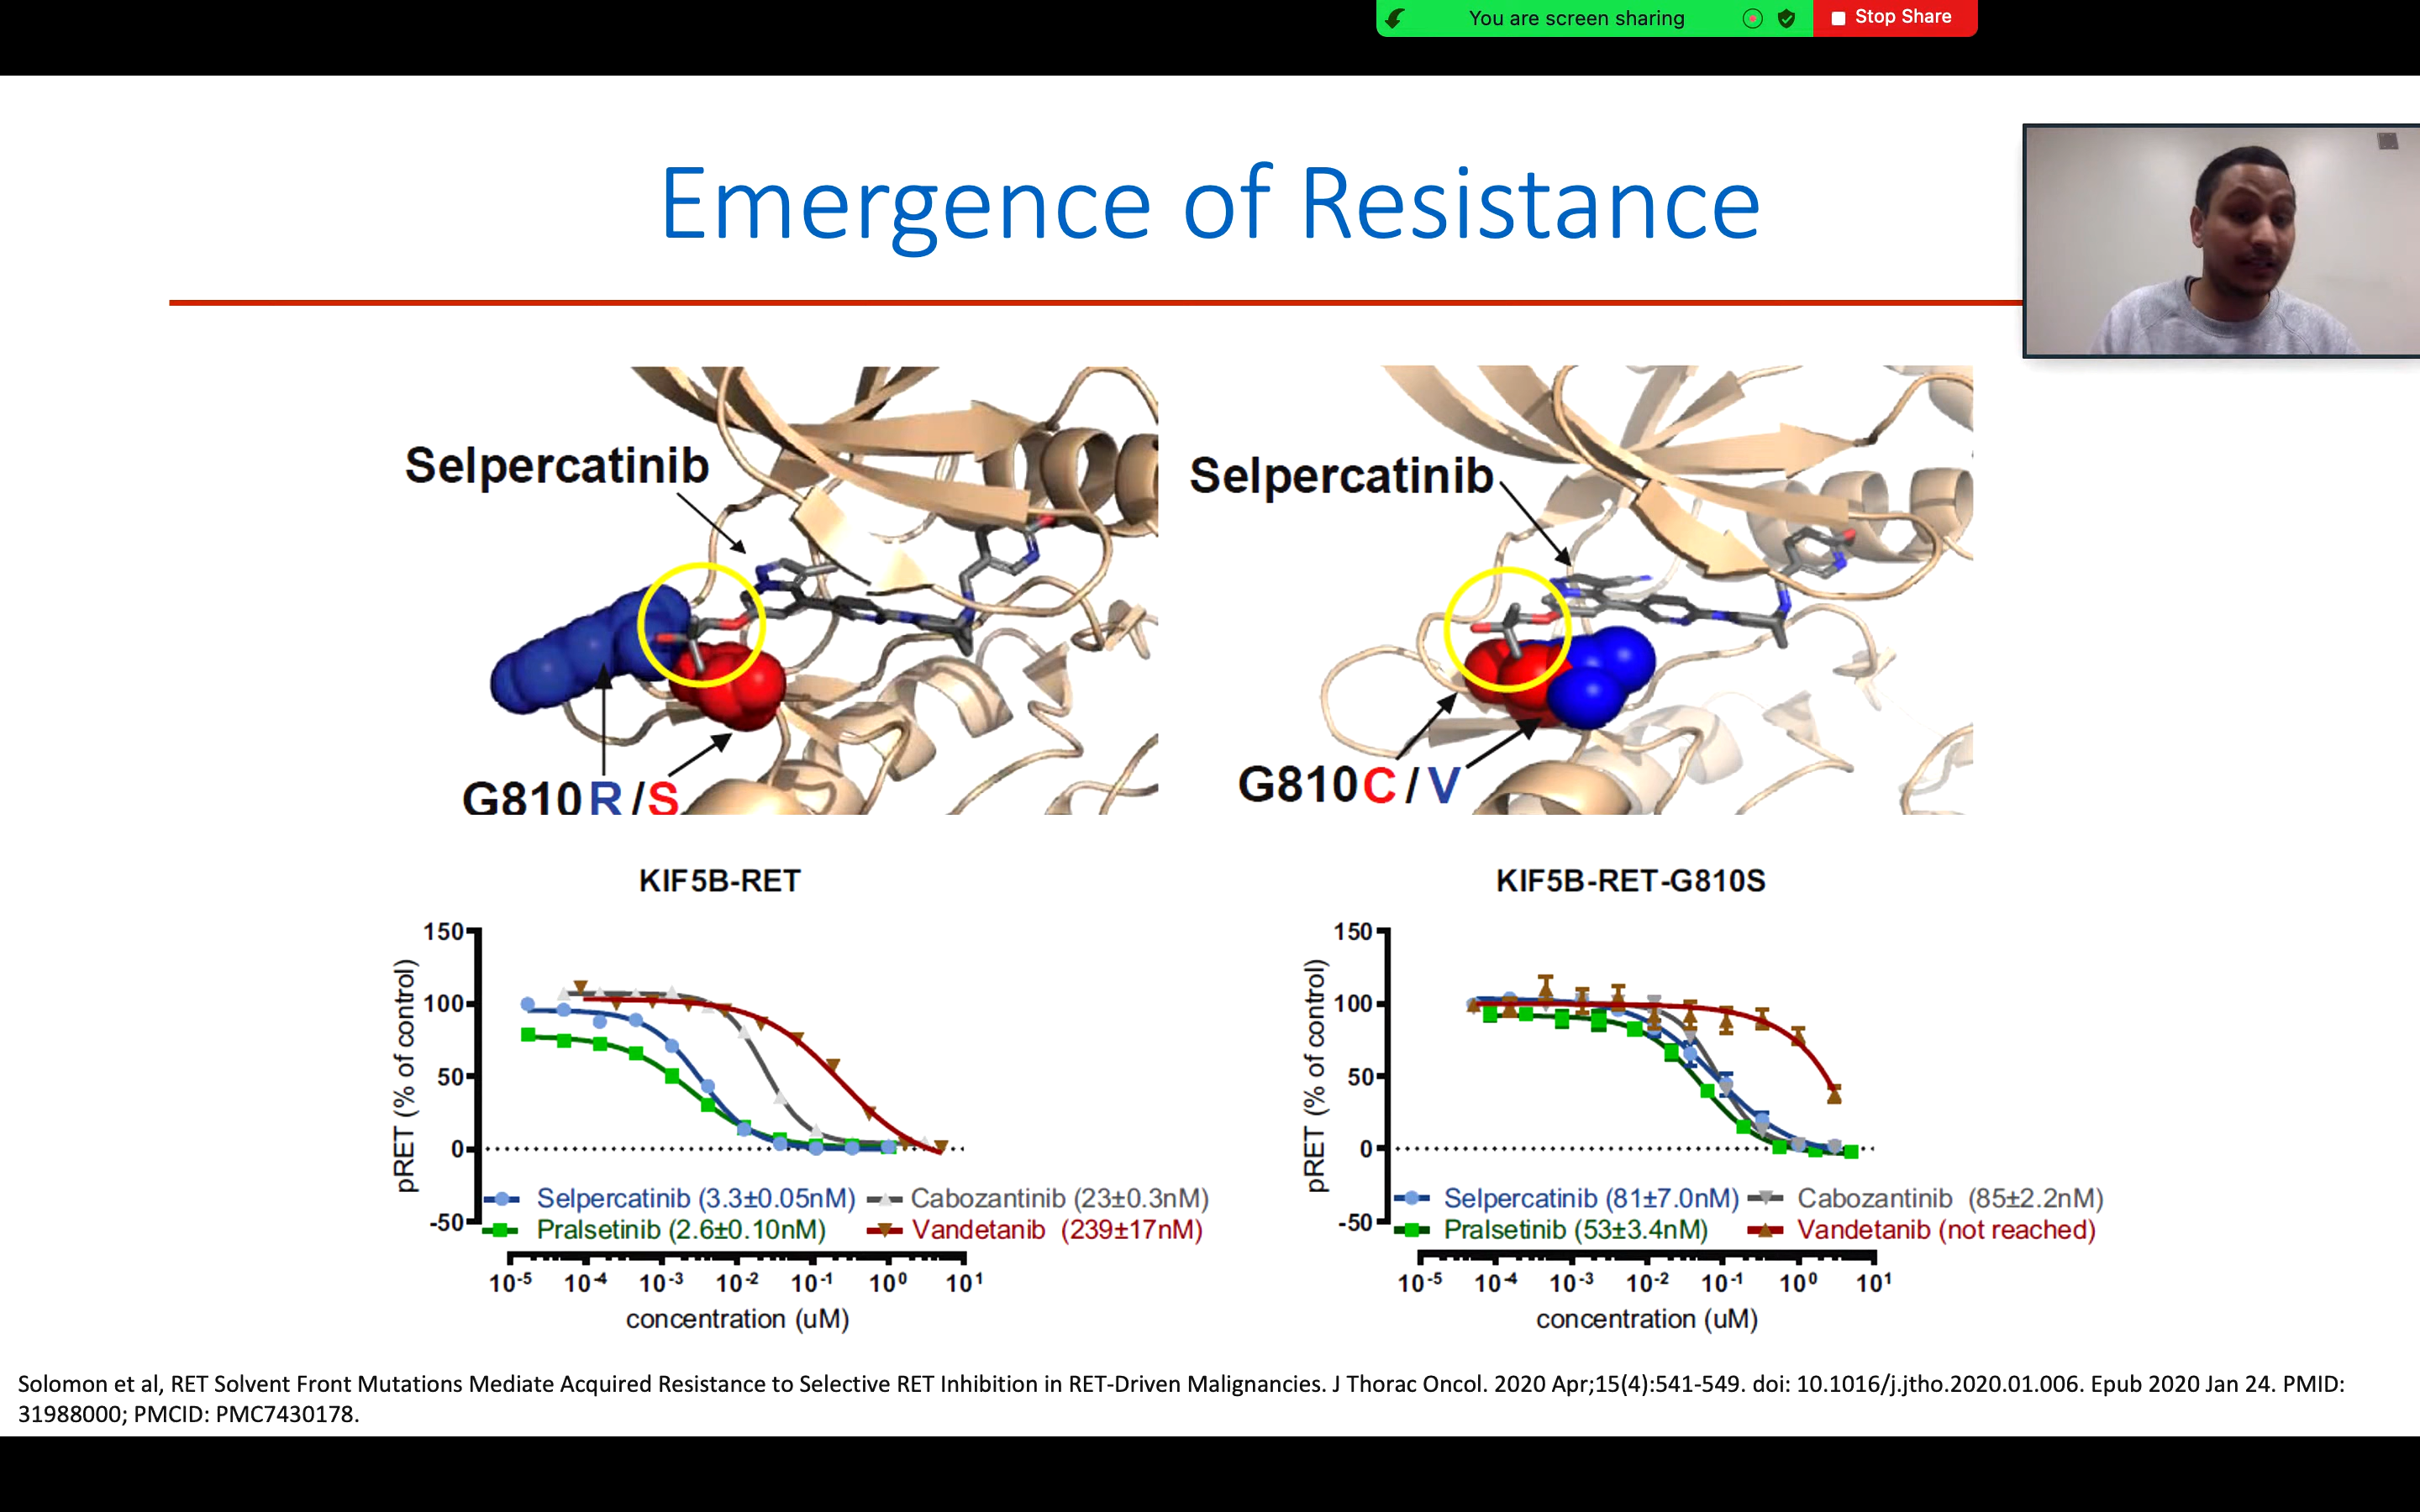 You are screen sharing
Stop Share
Emergence of Resistance
Selpercatinib
G810R/S
Selpercatinib
G810C/V
KIF5B-RET
pRET (% of control)
150
100
50
0
-50
Selpercatinib (3.3±0.05nM)
Cabozantinib (23±0.3nM)
Pralsetinib (2.6±0.10nM)
Vandetanib (239±17nM)
10-5 10-4 10-3 10-2 10-1 100 101
concentration (uM)
KIF5B-RET-G810S
pRET (% of control)
150
100
50
0
-50
Selpercatinib (81±7.0nM)
Cabozantinib (85±2.2nM)
Pralsetinib (53±3.4nM)
Vandetanib (not reached)
10-5 10-4 10-3 10-2 10-1 100 101
concentration (uM)
Solomon et al, RET Solvent Front Mutations Mediate Acquired Resistance to Selective RET Inhibition in RET-Driven Malignancies. J Thorac Oncol. 2020 Apr;15(4):541-549. doi: 10.1016/j.jtho.2020.01.006. Epub 2020 Jan 24. PMID:
31988000; PMCID: PMC7430178.